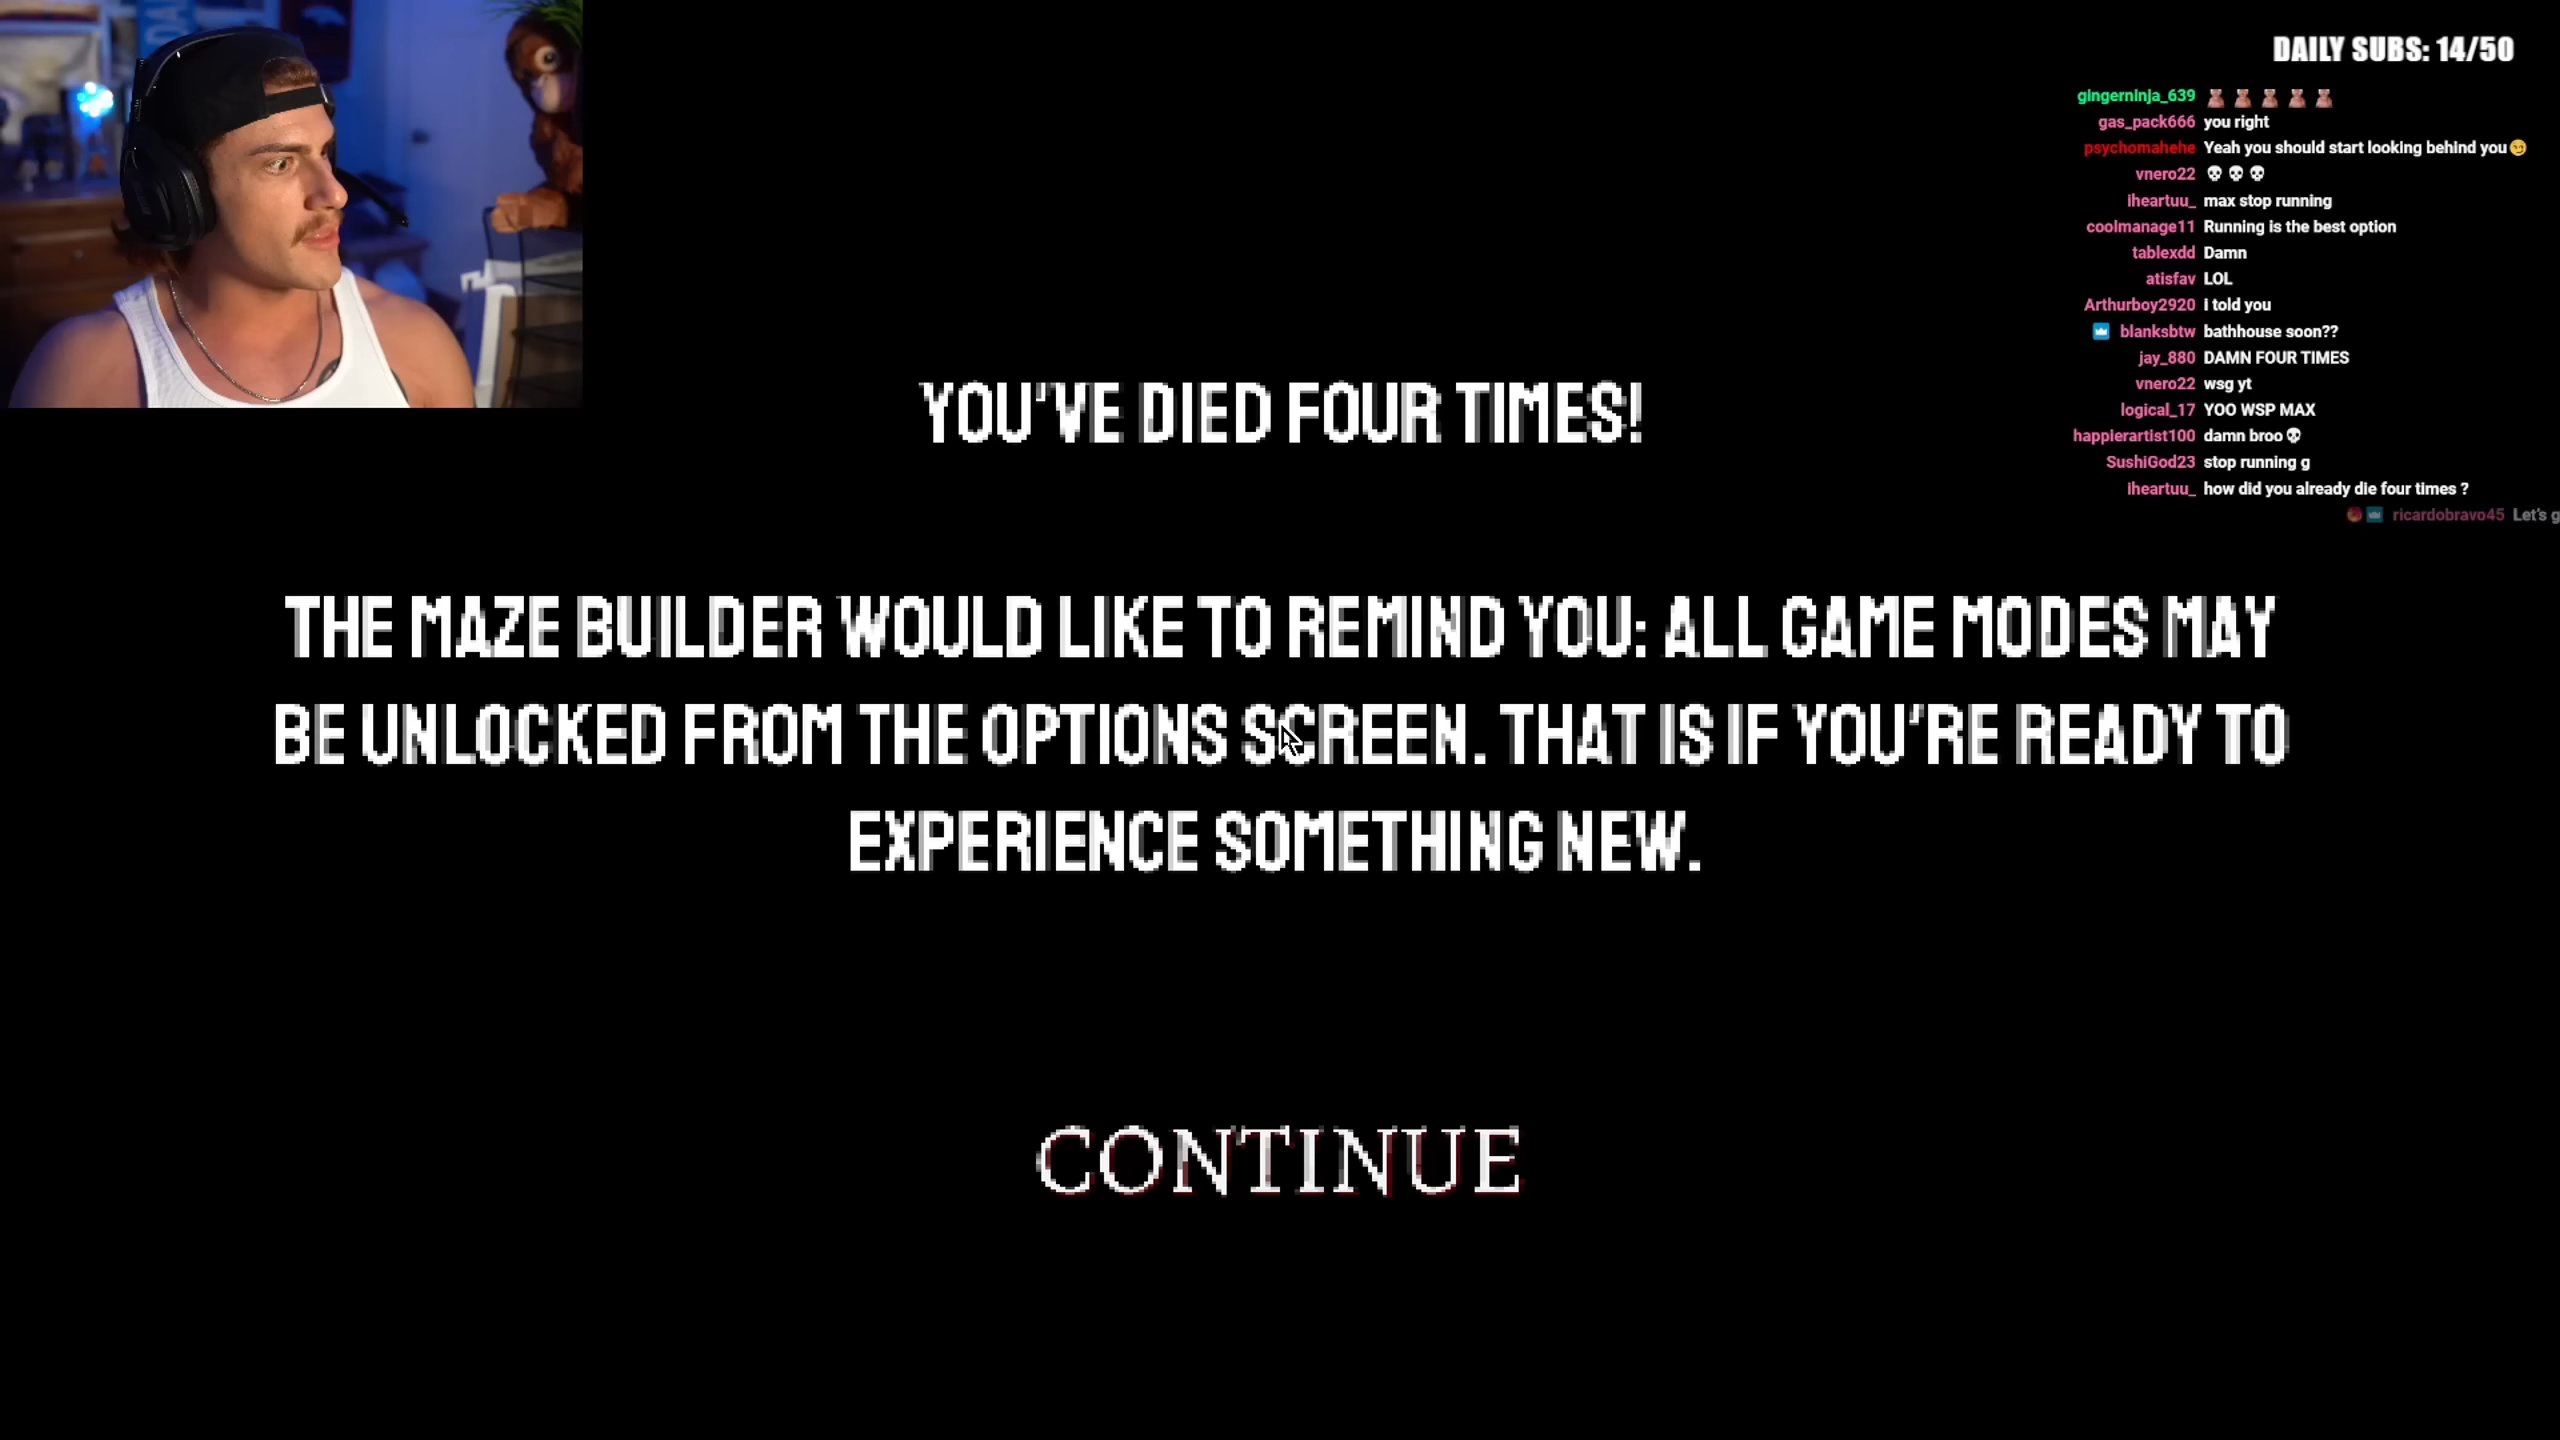 DAILY SUBS: 14/50
gingerninja_639
gas_pack666 you right
psychomahehe Yeah you should start looking behind you😏
vnero22 💀💀💀
iheartuu_ max stop running
coolmanage11 Running is the best option
tablexdd Damn
atisfav LOL
Arthurboy2920 i told you
blanksbtw bathhouse soon??
jay_880 DAMN FOUR TIMES
vnero22 wsg yt
logical_17 YOO WSP MAX
happierartist100 damn broo💀
SushiGod23 stop running g
iheartuu_ how did you already die four times ?
ricardobravo45 Let's g
YOU'VE DIED FOUR TIMES!
THE MAZE BUILDER WOULD LIKE TO REMIND YOU: ALL GAME MODES MAY
BE UNLOCKED FROM THE OPTIONS SCREEN. THAT IS IF YOU'RE READY TO
EXPERIENCE SOMETHING NEW.
CONTINUE